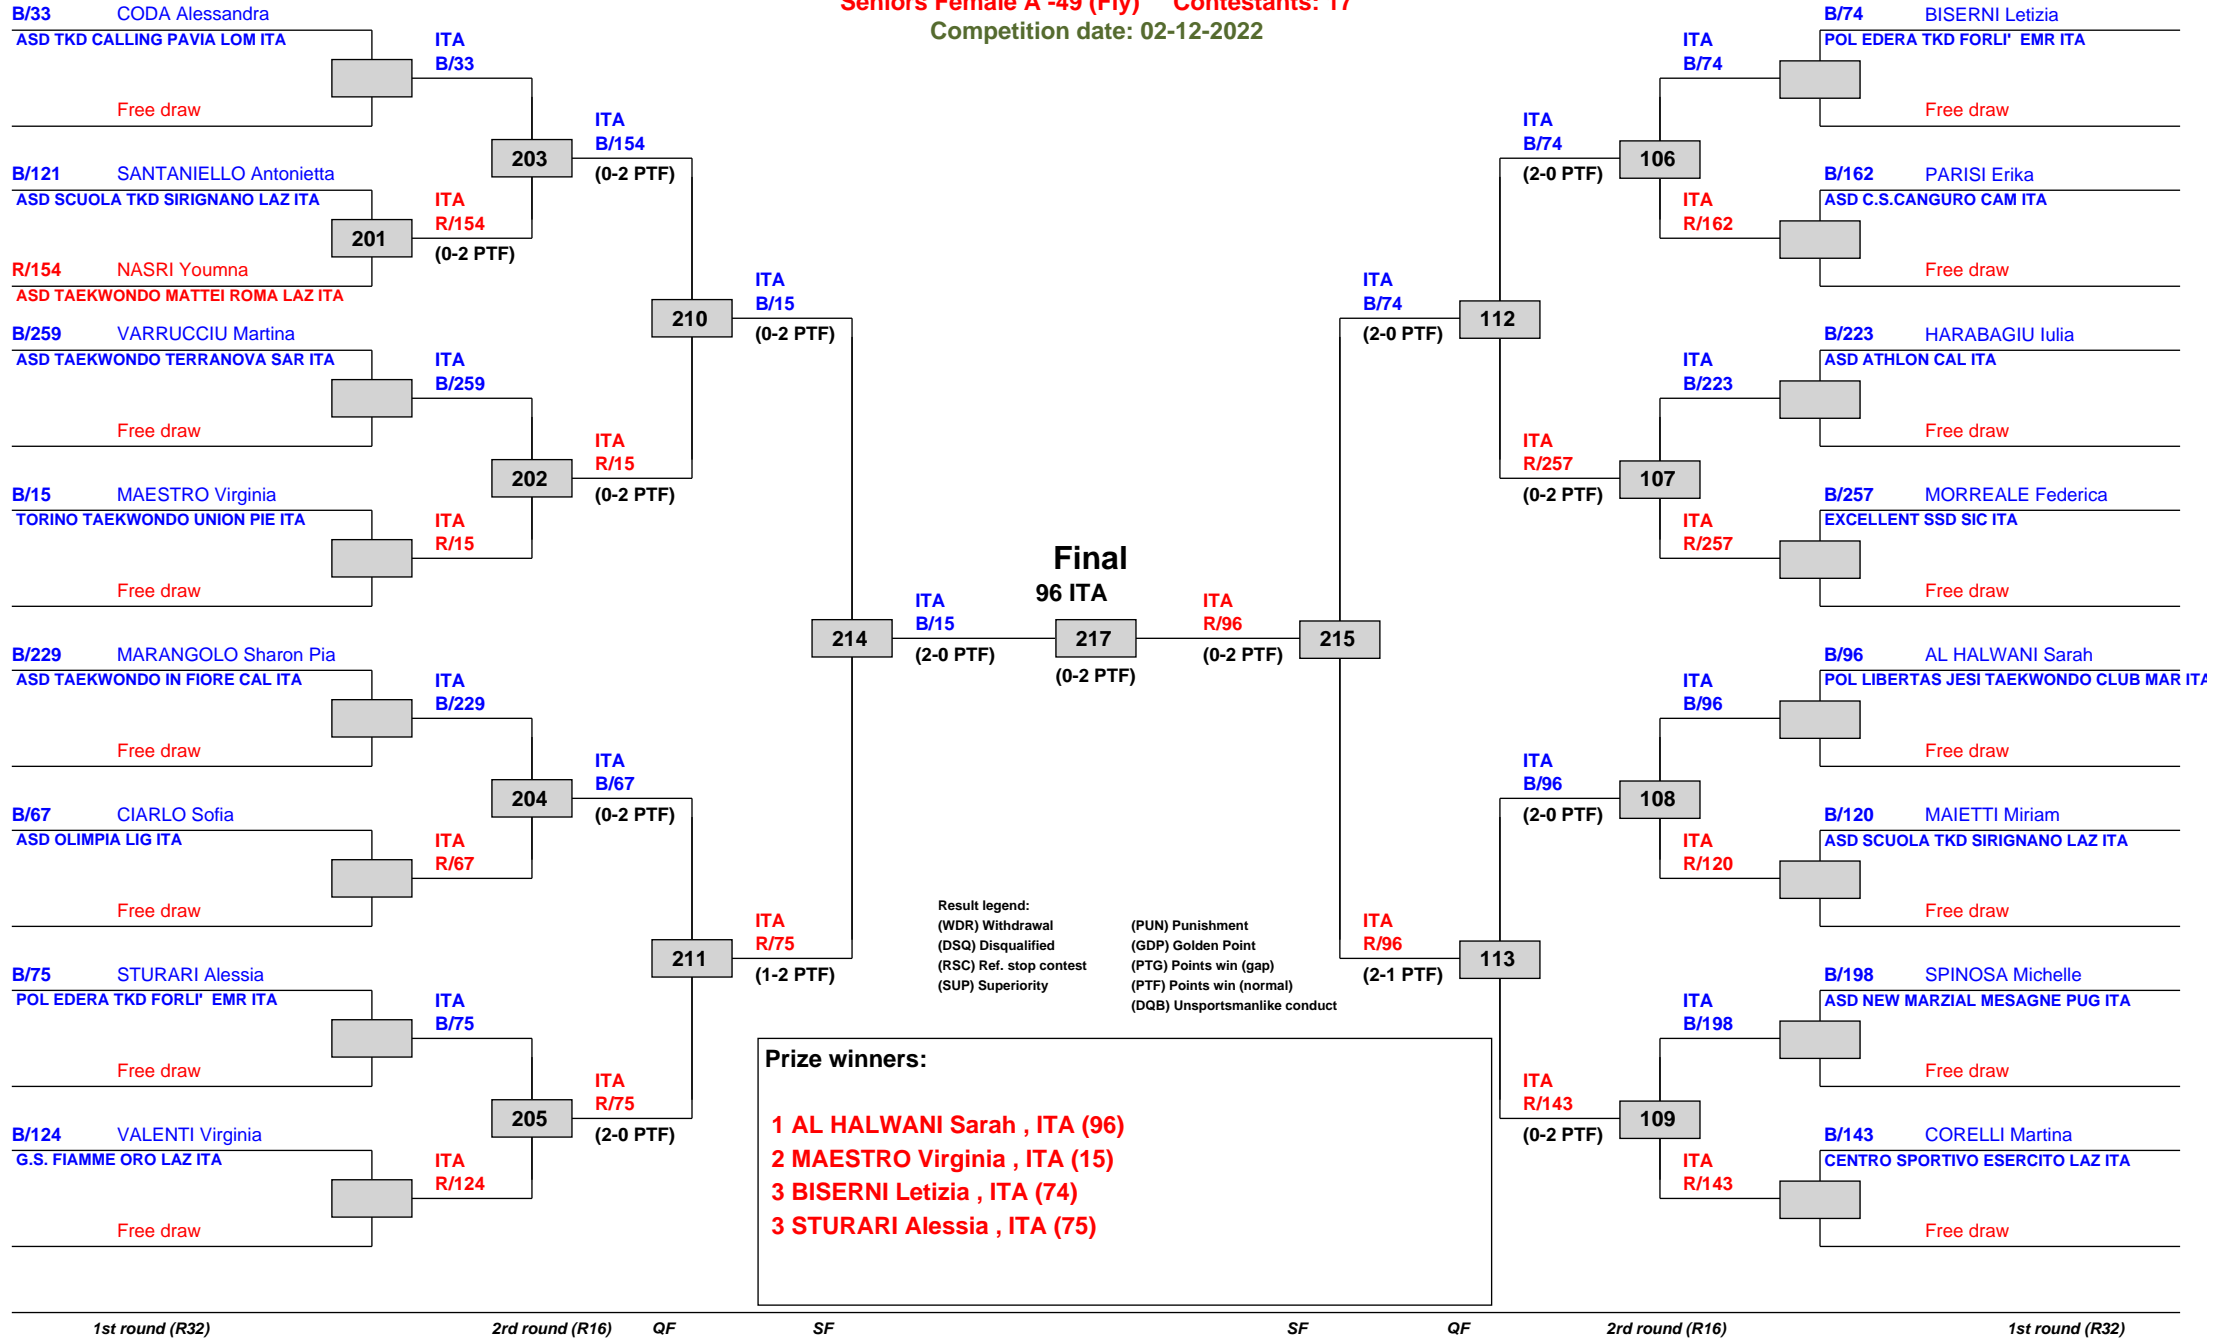 Seniors Female A -49 (Fly) Contestants: 17
Competition date: 02-12-2022
B/33 CODA Alessandra
ASD TKD CALLING PAVIA LOM ITA
Free draw
B/121 SANTANIELLO Antonietta
ASD SCUOLA TKD SIRIGNANO LAZ ITA
201
R/154 NASRI Youmna
ASD TAEKWONDO MATTEI ROMA LAZ ITA
B/259 VARRUCCIU Martina
ASD TAEKWONDO TERRANOVA SAR ITA
Free draw
B/15 MAESTRO Virginia
TORINO TAEKWONDO UNION PIE ITA
Free draw
B/229 MARANGOLO Sharon Pia
ASD TAEKWONDO IN FIORE CAL ITA
Free draw
B/67 CIARLO Sofia
ASD OLIMPIA LIG ITA
Free draw
B/75 STURARI Alessia
POL EDERA TKD FORLI' EMR ITA
Free draw
B/124 VALENTI Virginia
G.S. FIAMME ORO LAZ ITA
Free draw
ITA
B/33
203
ITA
R/154
(0-2 PTF)
ITA
B/259
202
ITA
R/15
ITA
B/229
204
ITA
R/67
ITA
B/75
205
ITA
R/124
ITA
B/154
(0-2 PTF)
210
ITA
R/15
(0-2 PTF)
ITA
B/67
(0-2 PTF)
211
ITA
R/75
(2-0 PTF)
ITA
B/15
(0-2 PTF)
214
ITA
R/75
(1-2 PTF)
ITA
B/15
(2-0 PTF)
Final
96 ITA
217
(0-2 PTF)
ITA
R/96
(0-2 PTF)
215
ITA
B/74
(2-0 PTF)
112
ITA
R/96
(2-1 PTF)
113
ITA
B/74
(2-0 PTF)
106
ITA
R/257
(0-2 PTF)
107
ITA
B/96
(2-0 PTF)
108
ITA
R/143
(0-2 PTF)
109
ITA
B/74
ITA
R/162
ITA
B/223
ITA
R/257
ITA
B/96
ITA
R/120
ITA
B/198
ITA
R/143
B/74 BISERNI Letizia
POL EDERA TKD FORLI' EMR ITA
Free draw
B/162 PARISI Erika
ASD C.S.CANGURO CAM ITA
Free draw
B/223 HARABAGIU Iulia
ASD ATHLON CAL ITA
Free draw
B/257 MORREALE Federica
EXCELLENT SSD SIC ITA
Free draw
B/96 AL HALWANI Sarah
POL LIBERTAS JESI TAEKWONDO CLUB MAR ITA
Free draw
B/120 MAIETTI Miriam
ASD SCUOLA TKD SIRIGNANO LAZ ITA
Free draw
B/198 SPINOSA Michelle
ASD NEW MARZIAL MESAGNE PUG ITA
Free draw
B/143 CORELLI Martina
CENTRO SPORTIVO ESERCITO LAZ ITA
Free draw
Result legend:
(WDR) Withdrawal (PUN) Punishment
(DSQ) Disqualified (GDP) Golden Point
(RSC) Ref. stop contest (PTG) Points win (gap)
(SUP) Superiority (PTF) Points win (normal)
(DQB) Unsportsmanlike conduct
Prize winners:
1 AL HALWANI Sarah , ITA (96)
2 MAESTRO Virginia , ITA (15)
3 BISERNI Letizia , ITA (74)
3 STURARI Alessia , ITA (75)
1st round (R32) 2rd round (R16) QF SF SF QF 2rd round (R16) 1st round (R32)